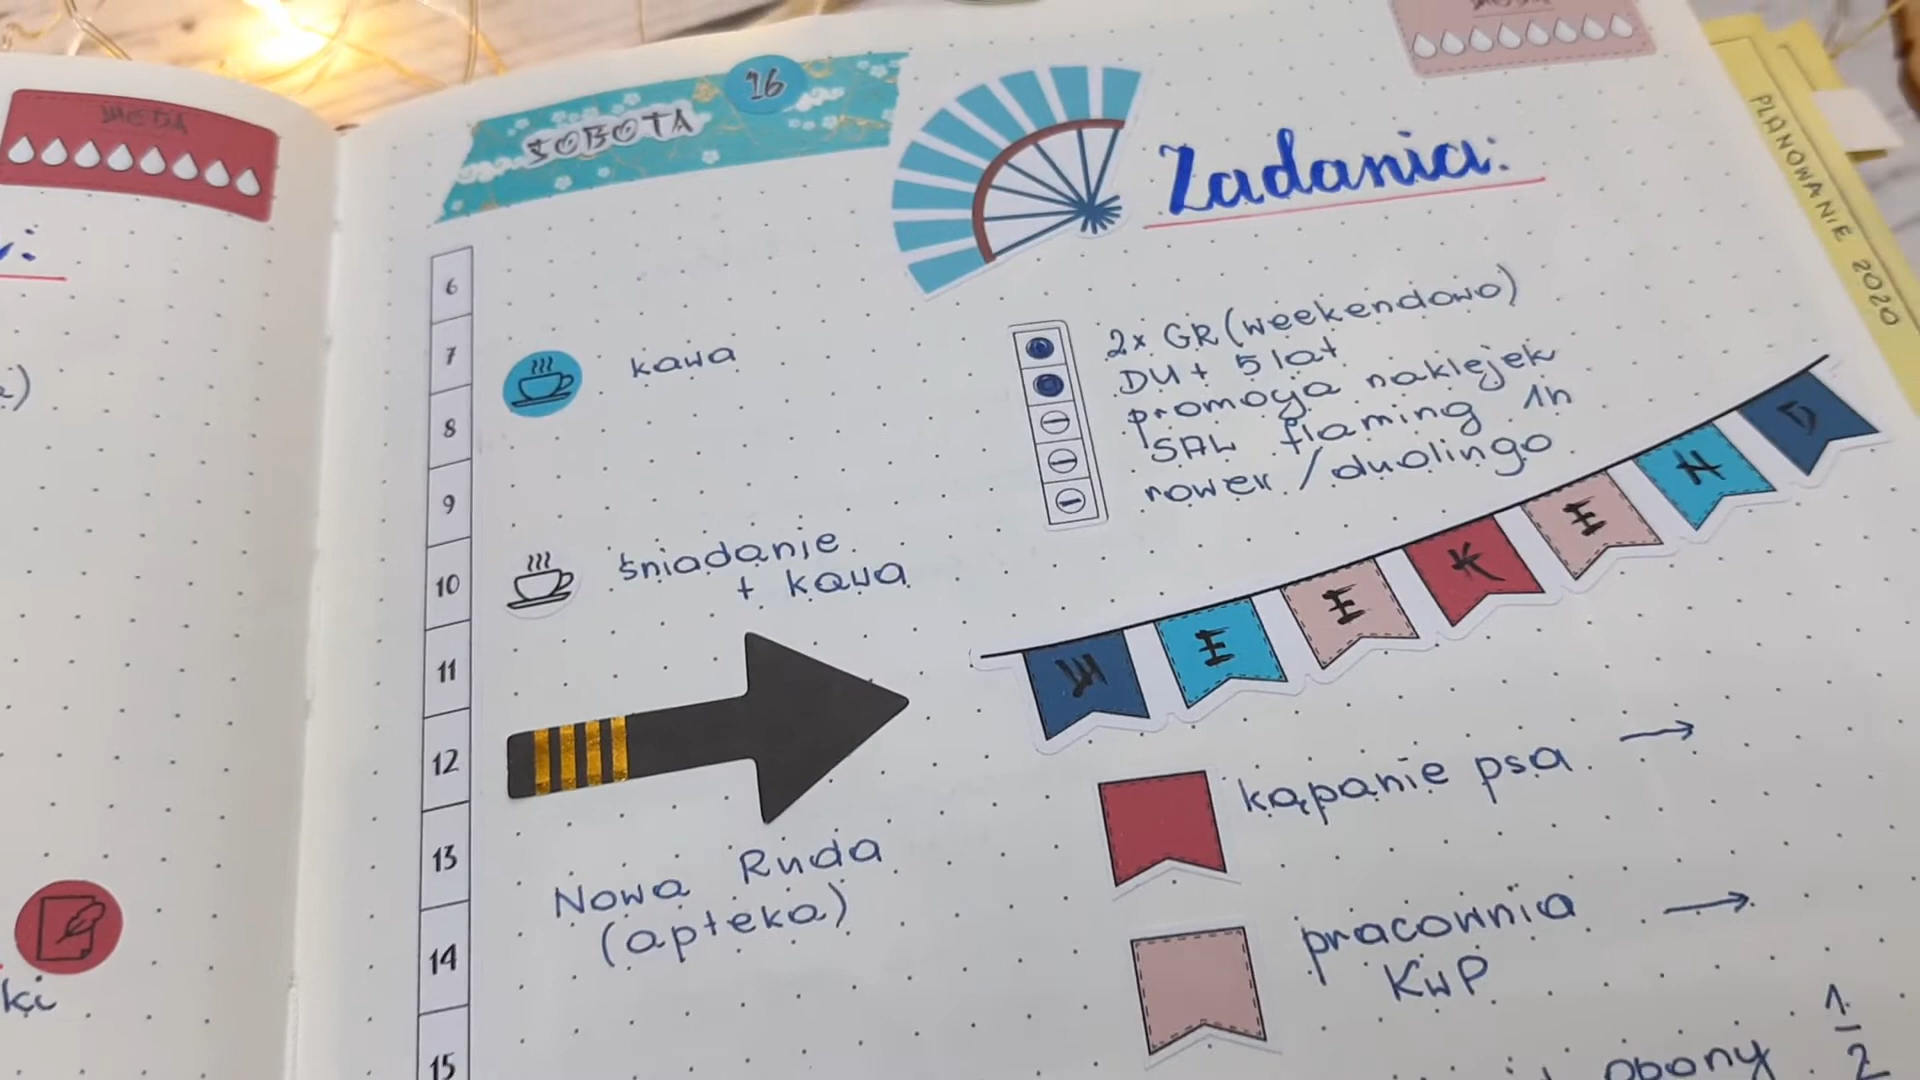 WODA
16
SOBOTA
Zadania:
6
7
8
9
10
11
12
13
14
15
kawa
śniadanie
+ kawa
Nowa Ruda
(apteka)
2x GR (weekendowo)
DU + 5 lat
promocja naklejek
SAL flaming 1h
rower / duolingo
WEEKEND
kąpanie psa →
pracownia →
KWP
opony 1/2
PLANOWANIE 2020
ki